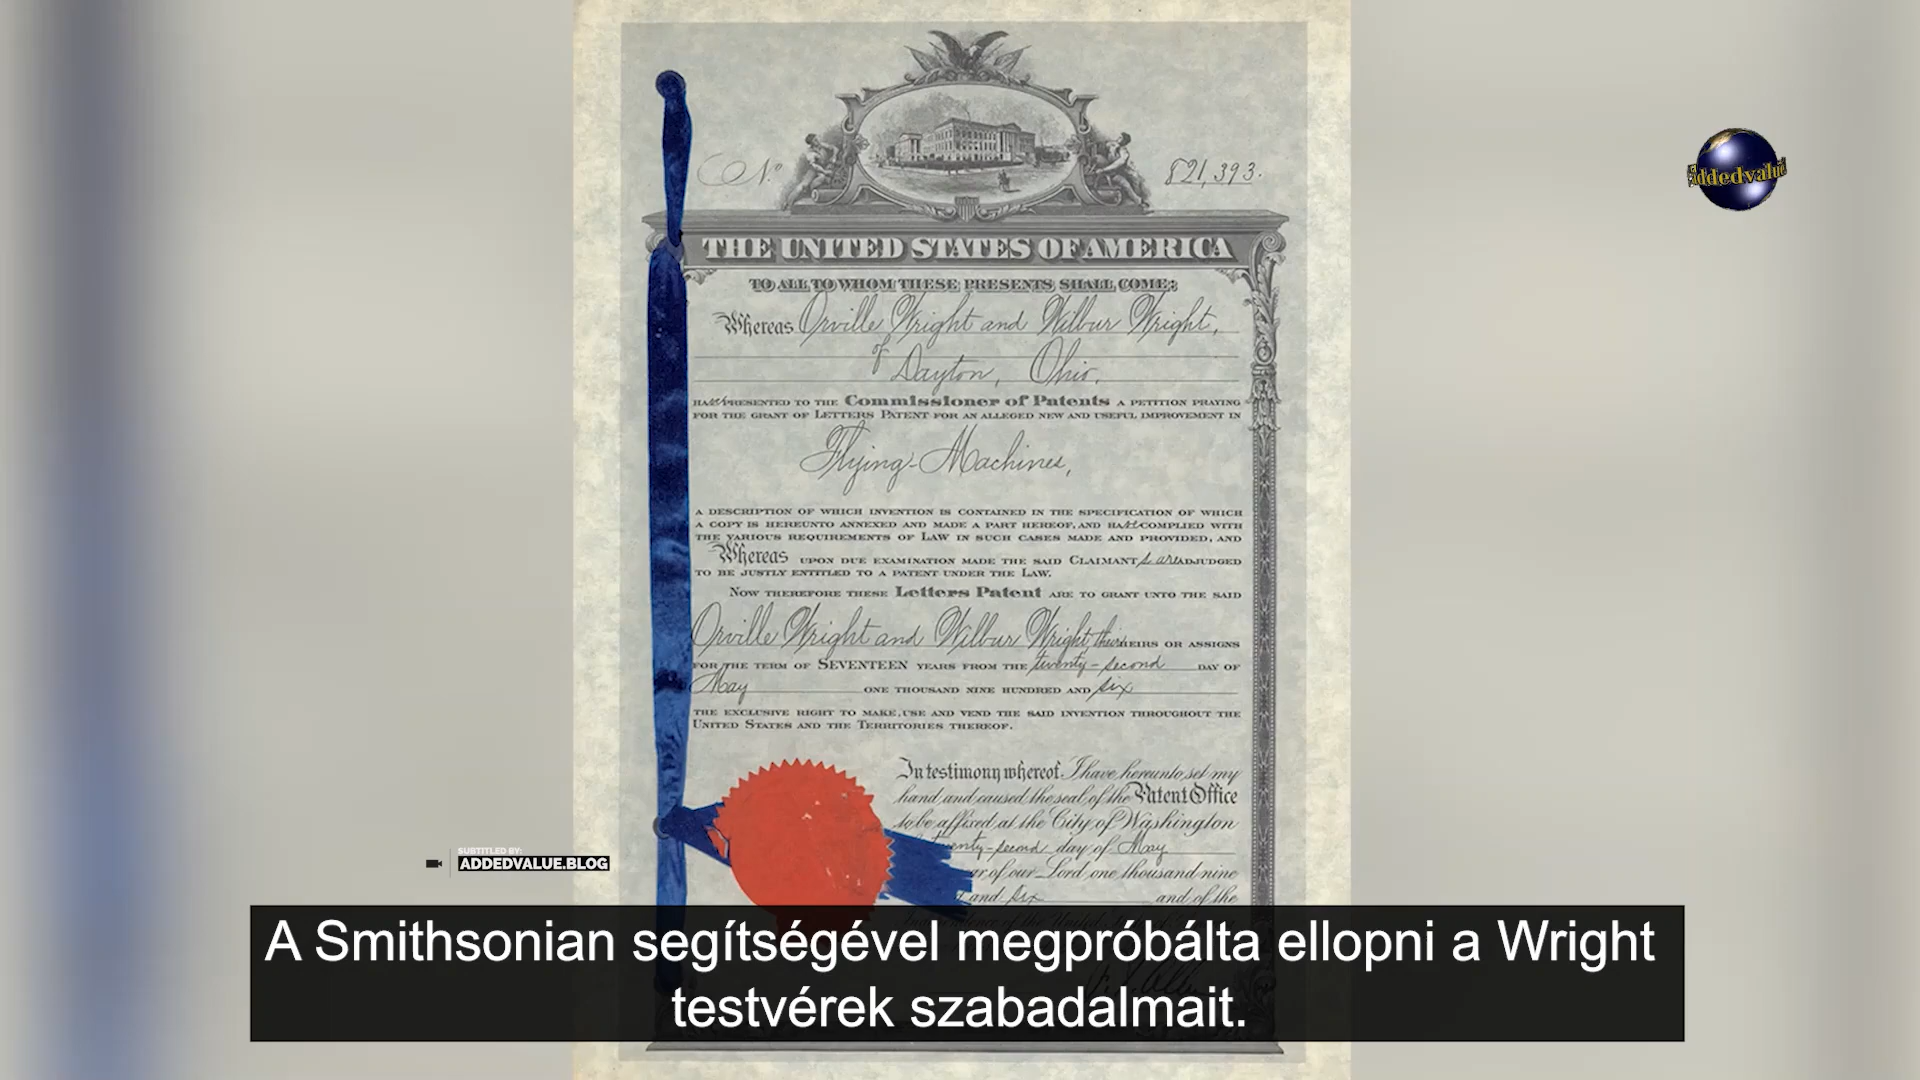 No. 821,393.
Addedvalue
THE UNITED STATES OF AMERICA
TO ALL TO WHOM THESE PRESENTS SHALL COME:
Whereas Orville Wright and Wilbur Wright,
of
Dayton, Ohio,
HAve PRESENTED TO THE Commissioner of Patents A PETITION PRAYING
FOR THE GRANT OF LETTERS PATENT FOR AN ALLEGED NEW AND USEFUL IMPROVEMENT IN
Flying-Machines,
A DESCRIPTION OF WHICH INVENTION IS CONTAINED IN THE SPECIFICATION OF WHICH
A COPY IS HEREUNTO ANNEXED AND MADE A PART HEREOF, AND HAve COMPLIED WITH
THE VARIOUS REQUIREMENTS OF LAW IN SUCH CASES MADE AND PROVIDED, AND
Whereas UPON DUE EXAMINATION MADE THE SAID CLAIMANTs are ADJUDGED
TO BE JUSTLY ENTITLED TO A PATENT UNDER THE LAW.
NOW THEREFORE THESE Letters Patent ARE TO GRANT UNTO THE SAID
Orville Wright and Wilbur Wright, their HEIRS OR ASSIGNS
FOR THE TERM OF SEVENTEEN YEARS FROM THE twenty-second DAY OF
May ONE THOUSAND NINE HUNDRED AND six
THE EXCLUSIVE RIGHT TO MAKE, USE AND VEND THE SAID INVENTION THROUGHOUT THE
UNITED STATES AND THE TERRITORIES THEREOF.
In testimony whereof I have hereunto set my
hand and caused the seal of the Patent Office
to be affixed at the City of Washington
twenty-second day of May
of our Lord one thousand nine
and six and of the
SUBTITLED BY:
ADDEDVALUE.BLOG
A Smithsonian segítségével megpróbálta ellopni a Wright
testvérek szabadalmait.